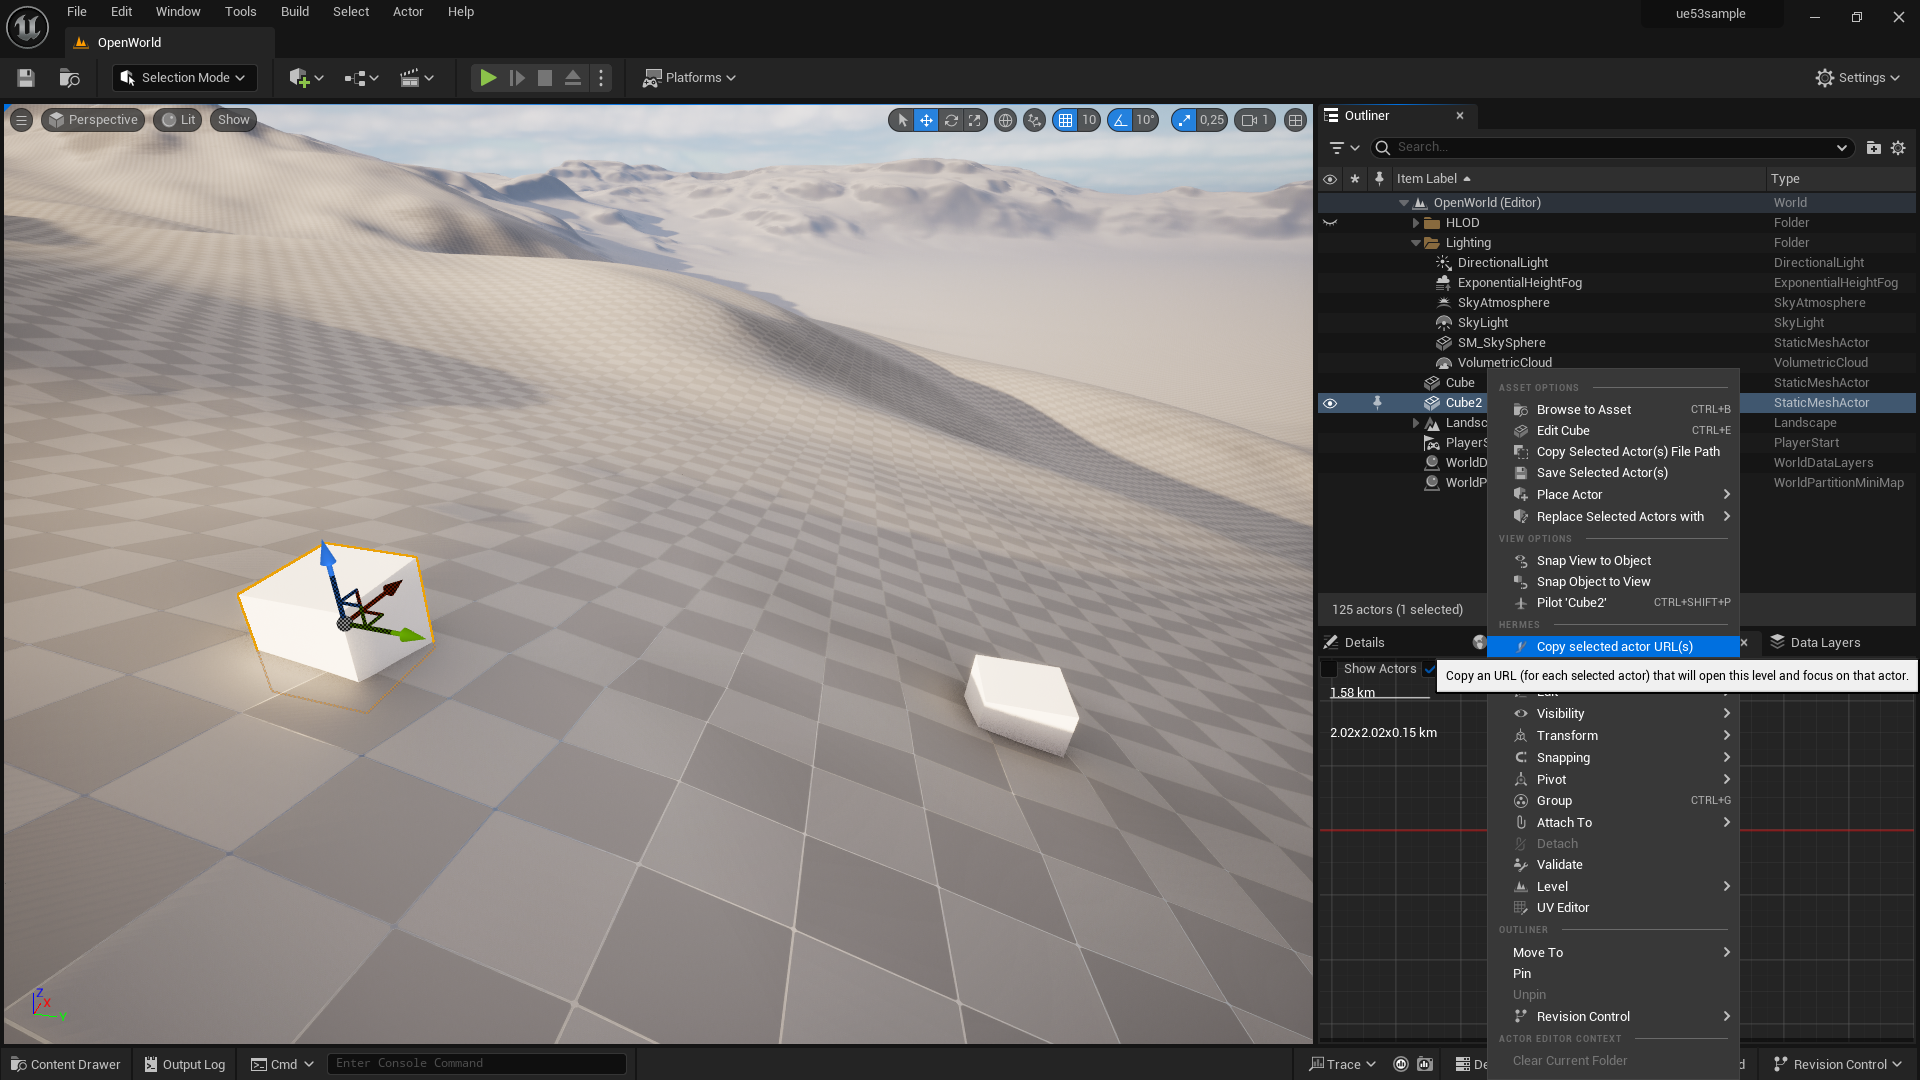 File Edit Window Tools Build Select Actor Help
ue53sample
OpenWorld
Selection Mode
Platforms
Settings
Perspective Lit Show
10 10° 0,25 1
Outliner
Search...
Item Label Type
OpenWorld (Editor) World
HLOD Folder
Lighting Folder
DirectionalLight DirectionalLight
ExponentialHeightFog ExponentialHeightFog
SkyAtmosphere SkyAtmosphere
SkyLight SkyLight
SM_SkySphere StaticMeshActor
VolumetricCloud VolumetricCloud
Cube StaticMeshActor
Cube2 StaticMeshActor
Landsc Landscape
PlayerS PlayerStart
WorldD WorldDataLayers
WorldP WorldPartitionMiniMap
ASSET OPTIONS
Browse to Asset CTRL+B
Edit Cube CTRL+E
Copy Selected Actor(s) File Path
Save Selected Actor(s)
Place Actor
Replace Selected Actors with
VIEW OPTIONS
Snap View to Object
Snap Object to View
Pilot 'Cube2' CTRL+SHIFT+P
HERMES
Copy selected actor URL(s)
Copy an URL (for each selected actor) that will open this level and focus on that actor.
Visibility
Transform
Snapping
Pivot
Group CTRL+G
Attach To
Detach
Validate
Level
UV Editor
OUTLINER
Move To
Pin
Unpin
Revision Control
ACTOR EDITOR CONTEXT
Clear Current Folder
125 actors (1 selected)
Details
Data Layers
Show Actors
1.58 km
2.02x2.02x0.15 km
Z
X
Y
Content Drawer Output Log Cmd Enter Console Command
Trace De d Revision Control